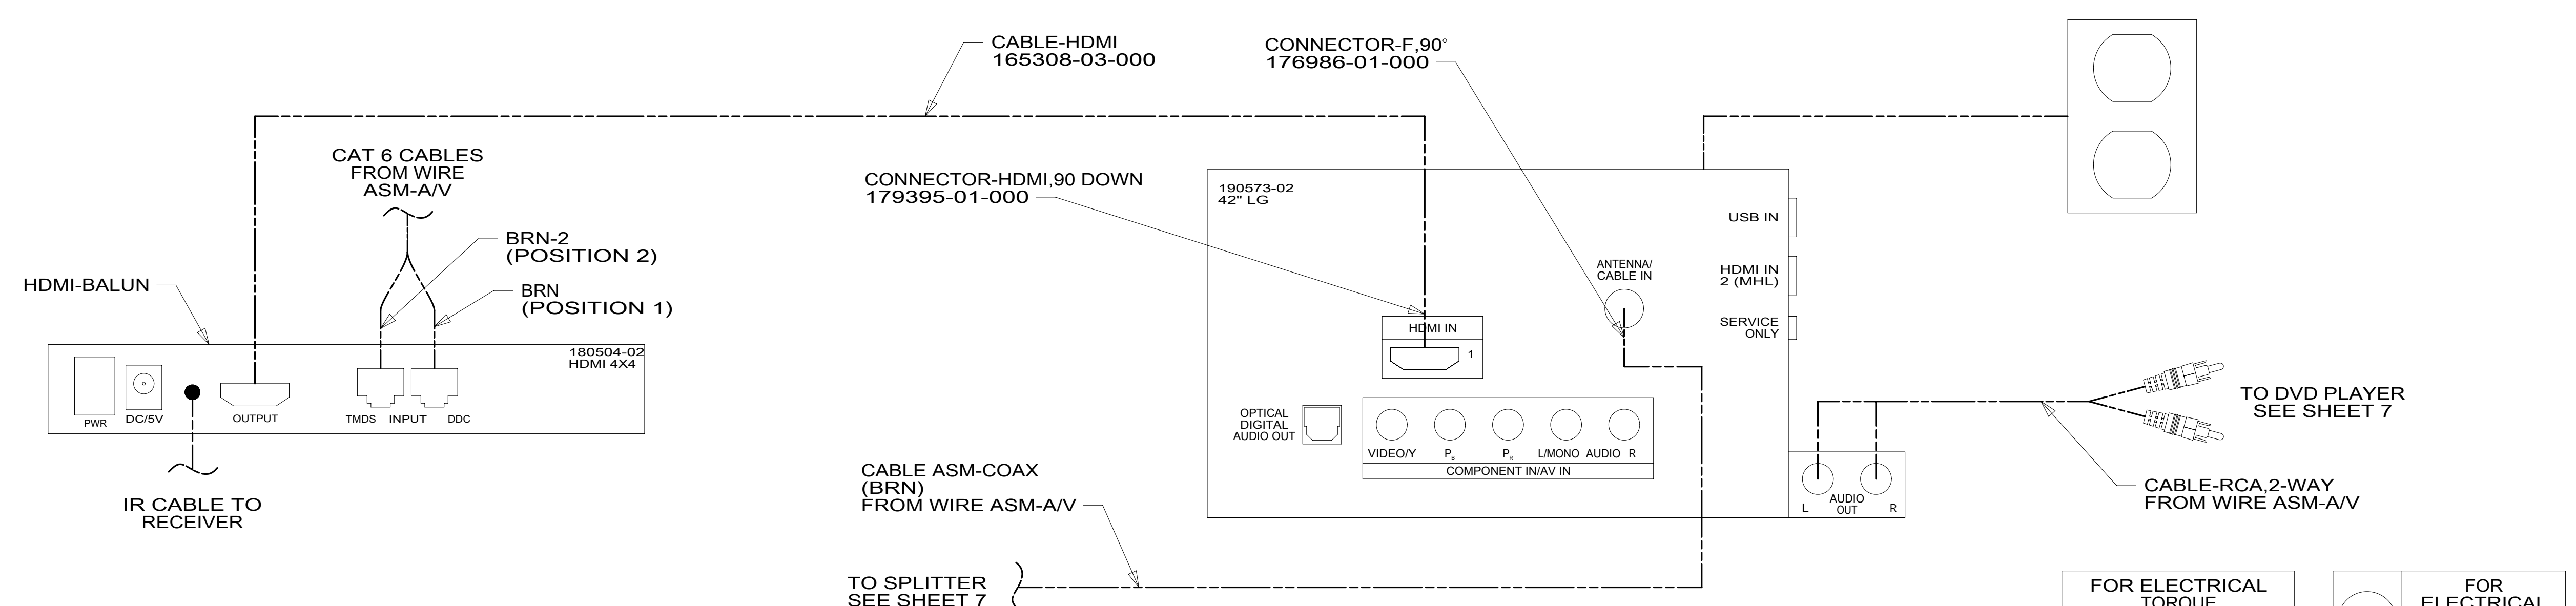 CABLE-HDMI
165308-03-000
CONNECTOR-F,90°
176986-01-000
CAT 6 CABLES
FROM WIRE
ASM-A/V
CONNECTOR-HDMI,90 DOWN
179395-01-000
190573-02
42" LG
USB IN
BRN-2
(POSITION 2)
ANTENNA/
CABLE IN
HDMI IN
2 (MHL)
HDMI-BALUN
BRN
(POSITION 1)
SERVICE
ONLY
HDMI IN
1
180504-02
HDMI 4X4
PWR
DC/5V
OUTPUT
TMDS INPUT DDC
OPTICAL
DIGITAL
AUDIO OUT
VIDEO/Y PB PR L/MONO AUDIO R
COMPONENT IN/AV IN
TO DVD PLAYER
SEE SHEET 7
IR CABLE TO
RECEIVER
CABLE ASM-COAX
(BRN)
FROM WIRE ASM-A/V
L AUDIO OUT R
CABLE-RCA,2-WAY
FROM WIRE ASM-A/V
TO SPLITTER
SEE SHEET 7
FOR ELECTRICAL
TORQUE
FOR
ELECTRICAL